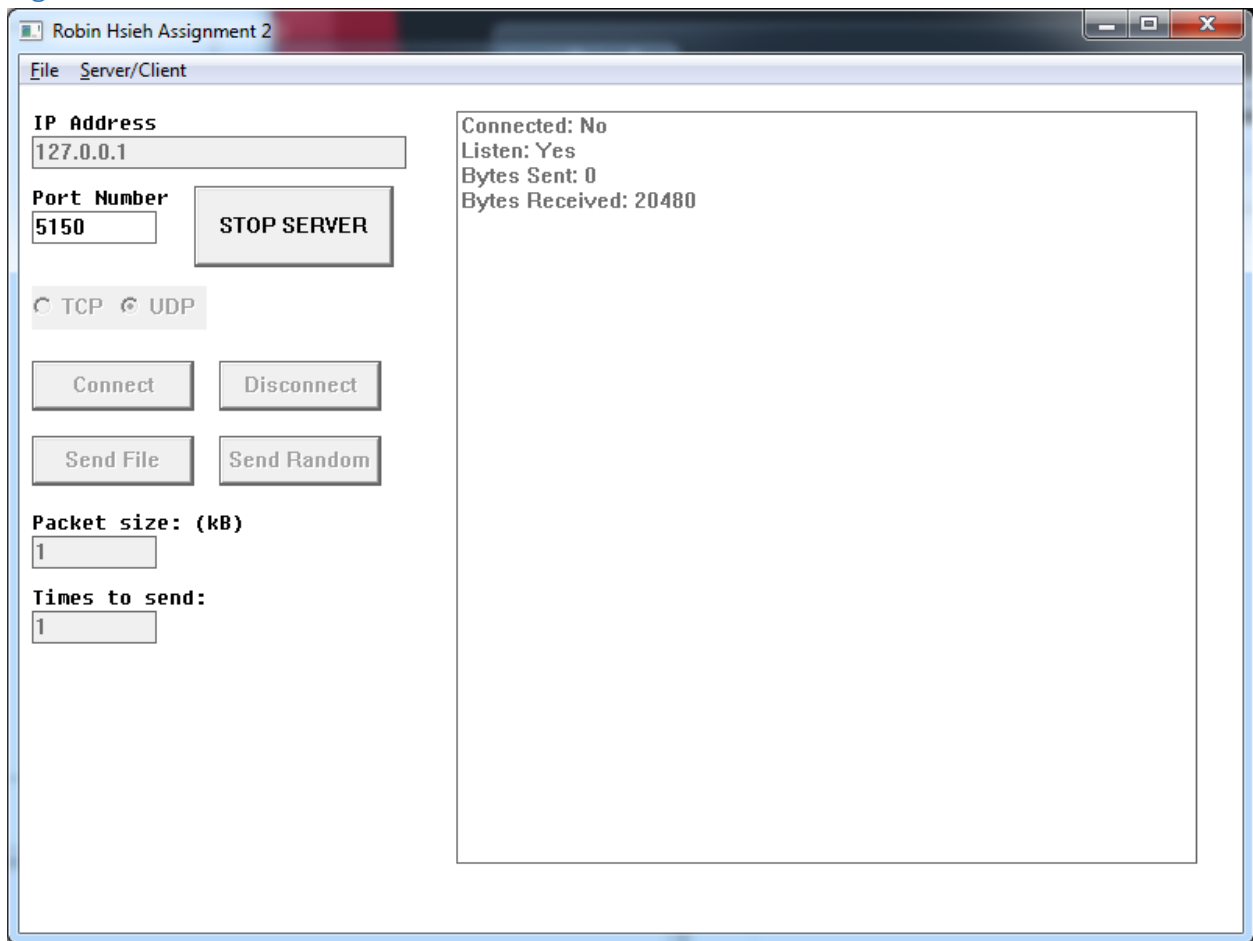 Robin Hsieh Assignment 2
File Server/Client
IP Address
127.0.0.1
Port Number
5150
STOP SERVER
TCP UDP
Connect Disconnect
Send File Send Random
Packet size: (kB)
1
Times to send:
1
Connected: No
Listen: Yes
Bytes Sent: 0
Bytes Received: 20480